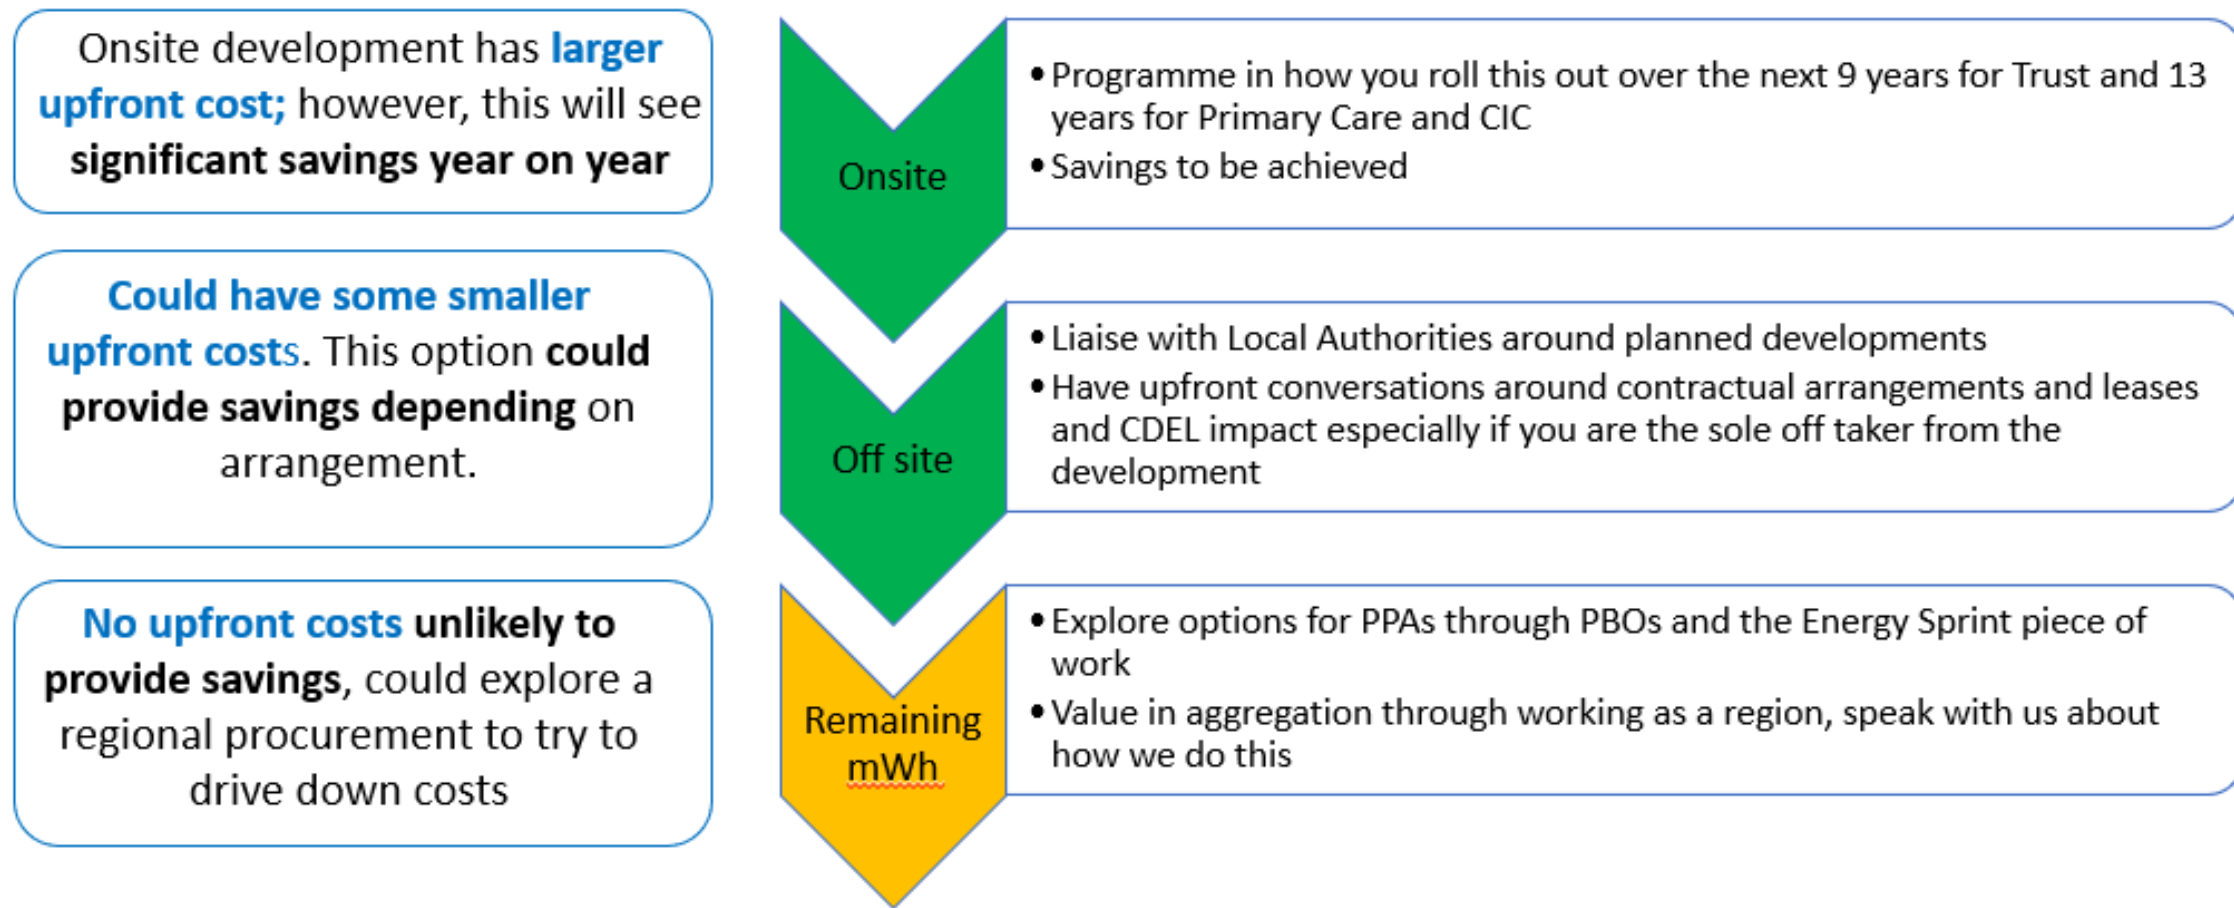 Onsite development has larger
upfront cost; however, this will see
significant savings year on year
Onsite
• Programme in how you roll this out over the next 9 years for Trust and 13
years for Primary Care and CIC
• Savings to be achieved
Could have some smaller
upfront costs. This option could
provide savings depending on
arrangement.
Off site
• Liaise with Local Authorities around planned developments
• Have upfront conversations around contractual arrangements and leases
and CDEL impact especially if you are the sole off taker from the
development
No upfront costs unlikely to
provide savings, could explore a
regional procurement to try to
drive down costs
Remaining
mWh
• Explore options for PPAs through PBOs and the Energy Sprint piece of
work
• Value in aggregation through working as a region, speak with us about
how we do this